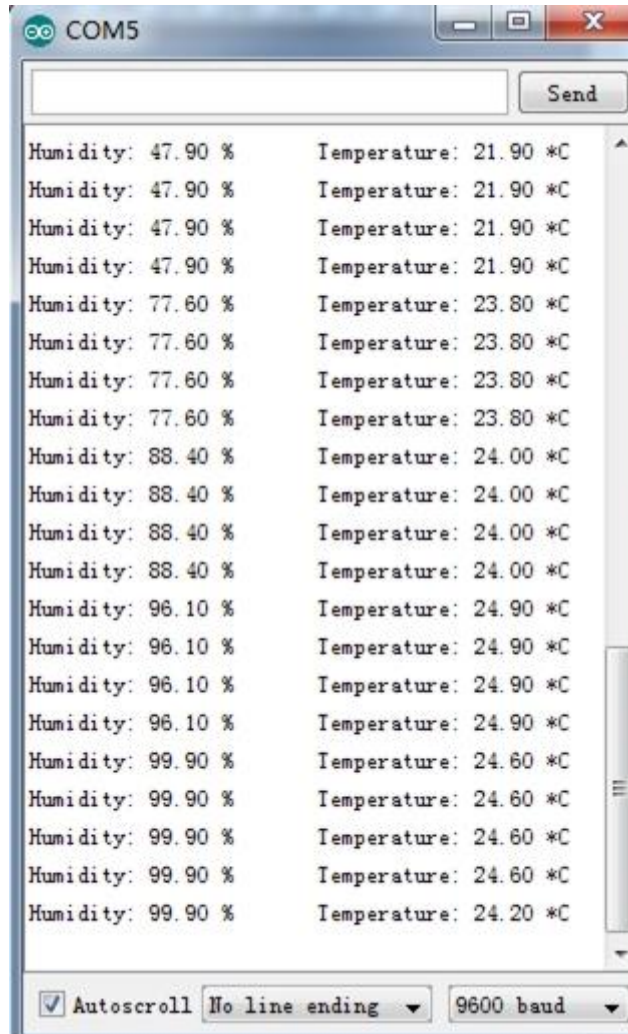 COM5
Send
Humidity: 47.90 % Temperature: 21.90 *C
Humidity: 47.90 % Temperature: 21.90 *C
Humidity: 47.90 % Temperature: 21.90 *C
Humidity: 47.90 % Temperature: 21.90 *C
Humidity: 77.60 % Temperature: 23.80 *C
Humidity: 77.60 % Temperature: 23.80 *C
Humidity: 77.60 % Temperature: 23.80 *C
Humidity: 77.60 % Temperature: 23.80 *C
Humidity: 88.40 % Temperature: 24.00 *C
Humidity: 88.40 % Temperature: 24.00 *C
Humidity: 88.40 % Temperature: 24.00 *C
Humidity: 88.40 % Temperature: 24.00 *C
Humidity: 96.10 % Temperature: 24.90 *C
Humidity: 96.10 % Temperature: 24.90 *C
Humidity: 96.10 % Temperature: 24.90 *C
Humidity: 96.10 % Temperature: 24.90 *C
Humidity: 99.90 % Temperature: 24.60 *C
Humidity: 99.90 % Temperature: 24.60 *C
Humidity: 99.90 % Temperature: 24.60 *C
Humidity: 99.90 % Temperature: 24.60 *C
Humidity: 99.90 % Temperature: 24.20 *C
Autoscroll No line ending 9600 baud